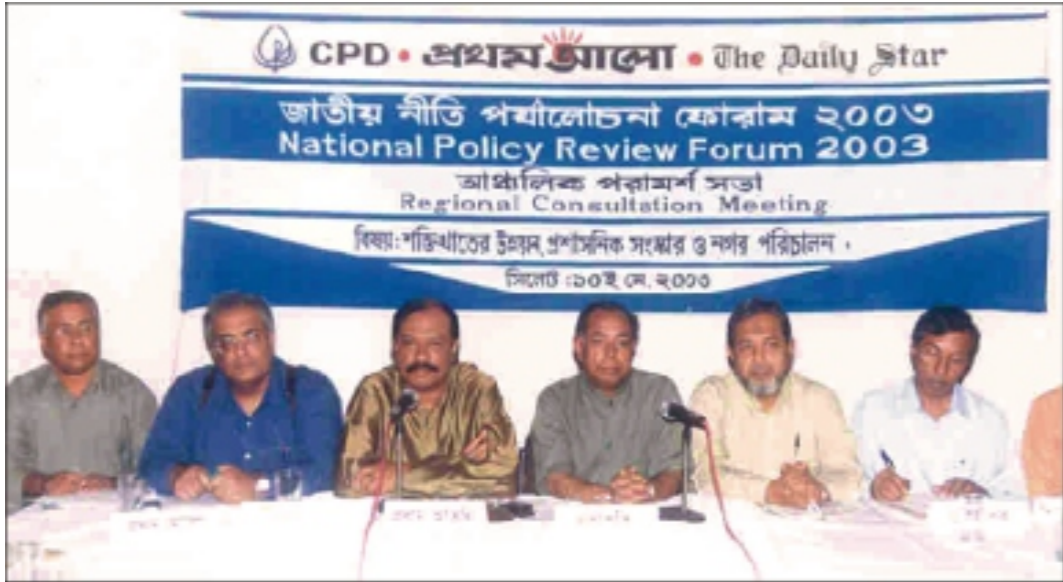 CPD • প্রথম আলো • The Daily Star
জাতীয় নীতি পর্যালোচনা ফোরাম ২০০৩
National Policy Review Forum 2003
আঞ্চলিক পরামর্শ সভা
Regional Consultation Meeting
বিষয়: শক্তিখাতের উন্নয়ন, প্রশাসনিক সংস্কার ও নগর পরিচালন ।
সিলেট : ১০ই মে, ২০০৩